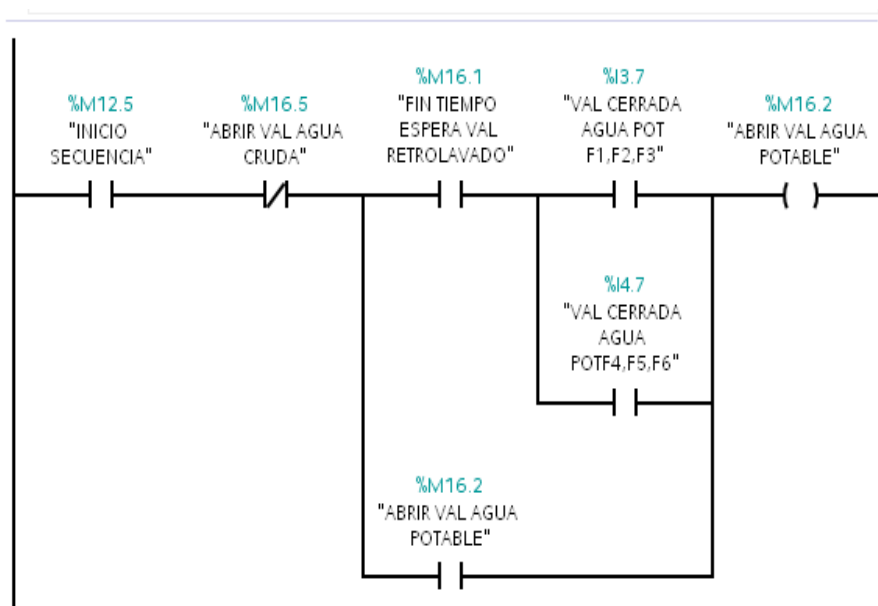 %M12.5
"INICIO
SECUENCIA"
%M16.5
"ABRIR VAL AGUA
CRUDA"
%M16.1
"FIN TIEMPO
ESPERA VAL
RETROLAVADO"
%I3.7
"VAL CERRADA
AGUA POT
F1,F2,F3"
%M16.2
"ABRIR VAL AGUA
POTABLE"
%I4.7
"VAL CERRADA
AGUA
POTF4,F5,F6"
%M16.2
"ABRIR VAL AGUA
POTABLE"